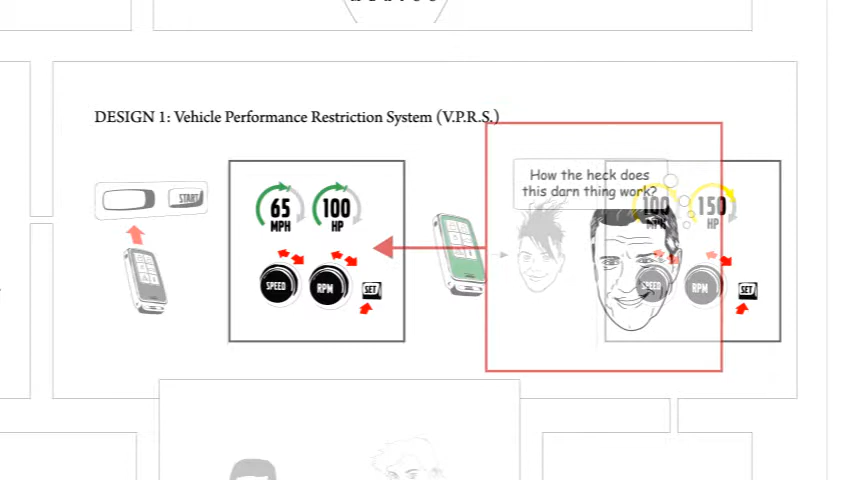 DESIGN 1: Vehicle Performance Restriction System (V.P.R.S.)
How the heck does
this darn thing work?
START
65
MPH
100
HP
100
MPH
150
HP
SPEED
RPM
SET
SPEED
RPM
SET